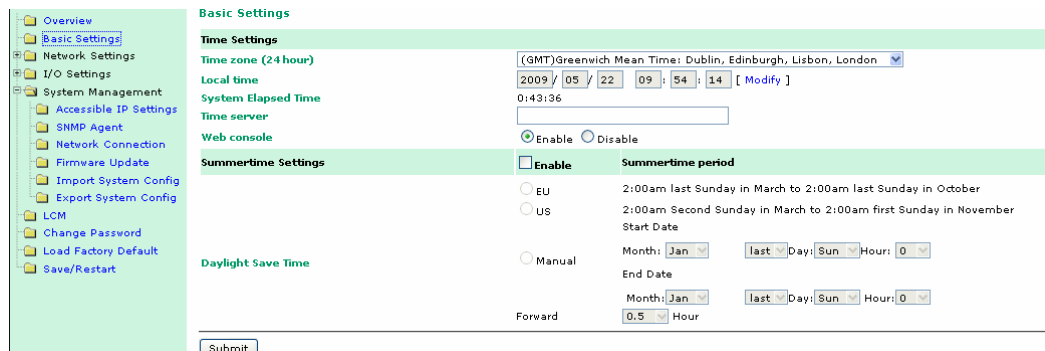 Overview
Basic Settings
Network Settings
I/O Settings
System Management
Accessible IP Settings
SNMP Agent
Network Connection
Firmware Update
Import System Config
Export System Config
LCM
Change Password
Load Factory Default
Save/Restart
Basic Settings
Time Settings
Time zone (24 hour) (GMT)Greenwich Mean Time: Dublin, Edinburgh, Lisbon, London
Local time 2009 / 05 / 22 09 : 54 : 14 [ Modify ]
System Elapsed Time 0:43:36
Time server
Web console Enable Disable
Summertime Settings Enable Summertime period
EU 2:00am last Sunday in March to 2:00am last Sunday in October
US 2:00am Second Sunday in March to 2:00am first Sunday in November
Start Date
Daylight Save Time Manual Month: Jan last Day: Sun Hour: 0
End Date
Month: Jan last Day: Sun Hour: 0
Forward 0.5 Hour
Submit